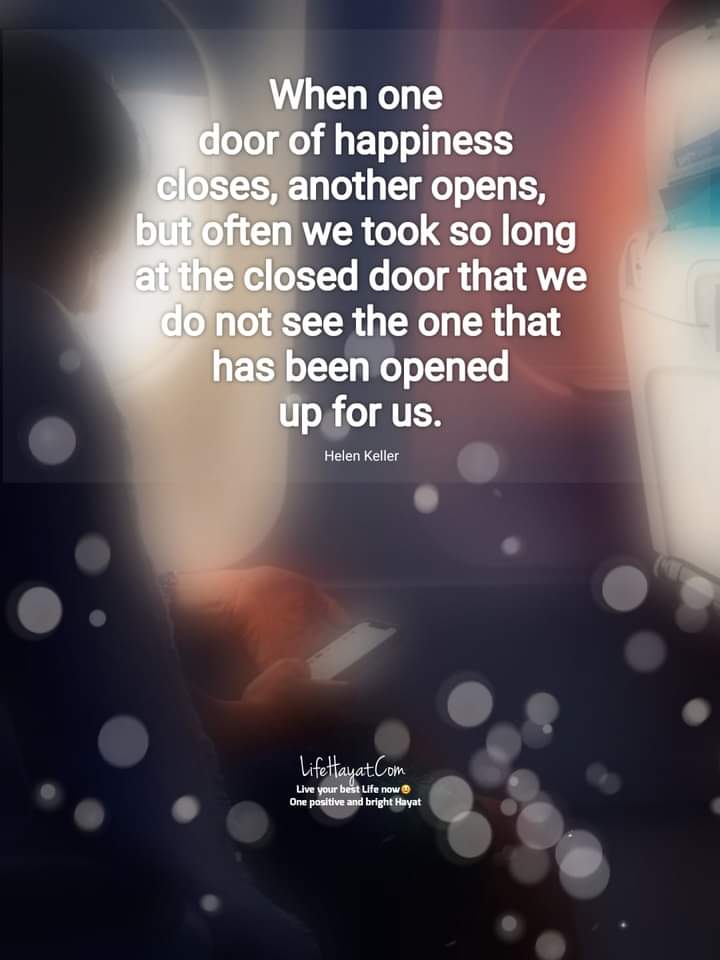 When one
door of happiness
closes, another opens,
but often we took so long
at the closed door that we
do not see the one that
has been opened
up for us.
Helen Keller
LifeHayat.Com
Live your best Life now😃
One positive and bright Hayat